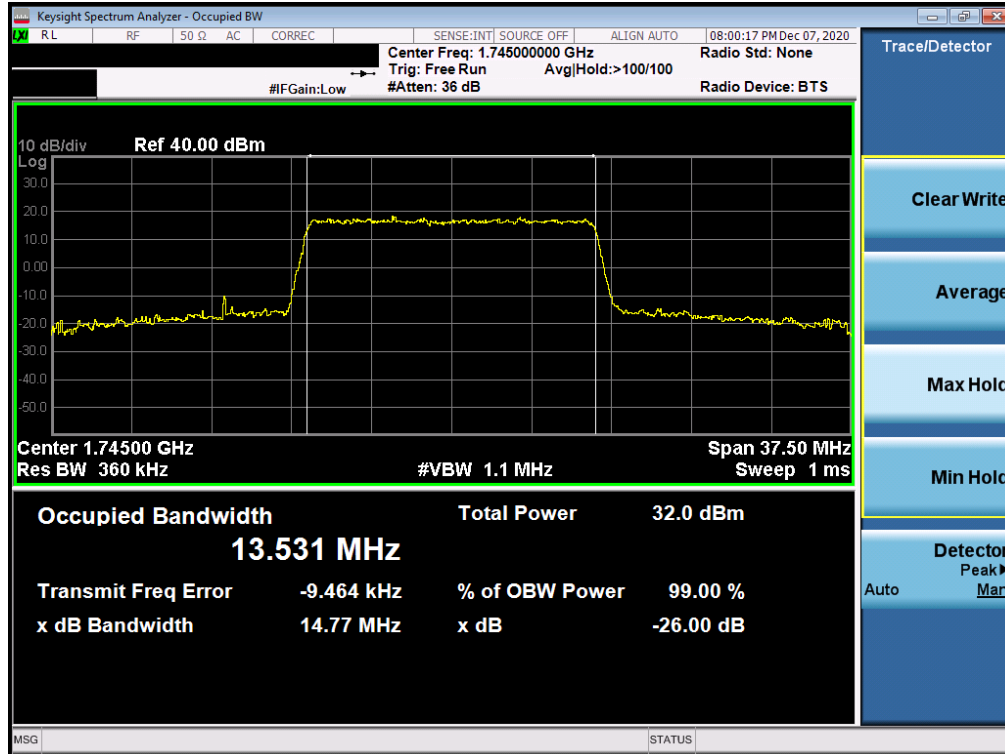 Keysight Spectrum Analyzer - Occupied BW
LXI RL RF 50 Ω AC CORREC SENSE:INT SOURCE OFF ALIGN AUTO 08:00:17 PM Dec 07, 2020
Center Freq: 1.745000000 GHz Radio Std: None
Trig: Free Run Avg|Hold:>100/100
#IFGain:Low #Atten: 36 dB Radio Device: BTS
10 dB/div Ref 40.00 dBm
Log
30.0
20.0
10.0
0.00
-10.0
-20.0
-30.0
-40.0
-50.0
Center 1.74500 GHz Span 37.50 MHz
Res BW 360 kHz #VBW 1.1 MHz Sweep 1 ms
Occupied Bandwidth Total Power 32.0 dBm
13.531 MHz
Transmit Freq Error -9.464 kHz % of OBW Power 99.00 %
x dB Bandwidth 14.77 MHz x dB -26.00 dB
MSG STATUS
Trace/Detector
Clear Write
Average
Max Hold
Min Hold
Detector
Peak▶
Auto Man